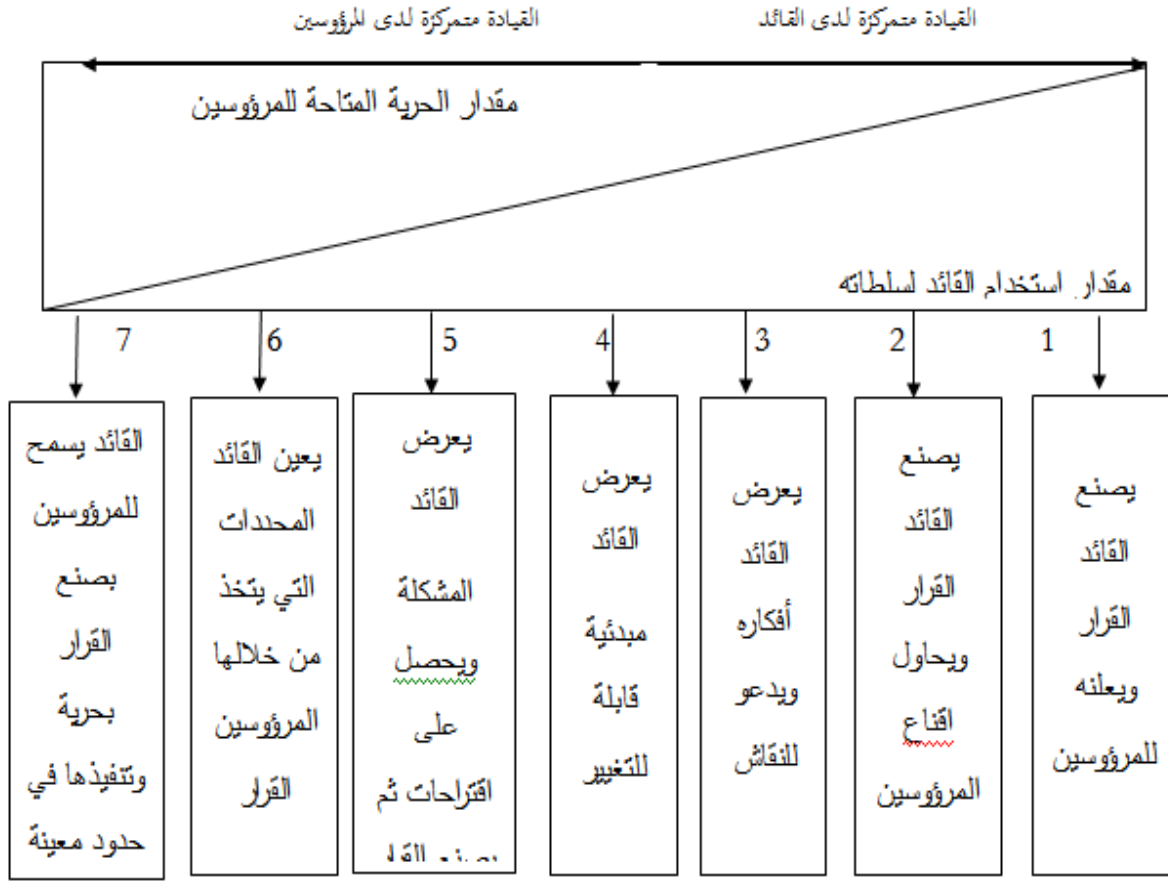 القيادة متمركزة لدى القائد
القيادة متمركزة لدى المرؤوسين
مقدار الحرية المتاحة للمرؤوسين
مقدار استخدام القائد لسلطاته
1
2
3
4
5
6
7
يصنع
القائد
القرار
ويعلنه
للمرؤوسين
يصنع
القائد
القرار
ويحاول
اقناع
المرؤوسين
يعرض
القائد
أفكاره
ويدعو
للنقاش
يعرض
القائد
مبدئية
قابلة
للتغيير
يعرض
القائد
المشكلة
ويحصل
على
اقتراحات ثم
يصنع القرار
يعين القائد
المحددات
التي يتخذ
من خلالها
المرؤوسين
القرار
القائد يسمح
للمرؤوسين
بصنع
القرار
بحرية
وتنفيذها في
حدود معينة